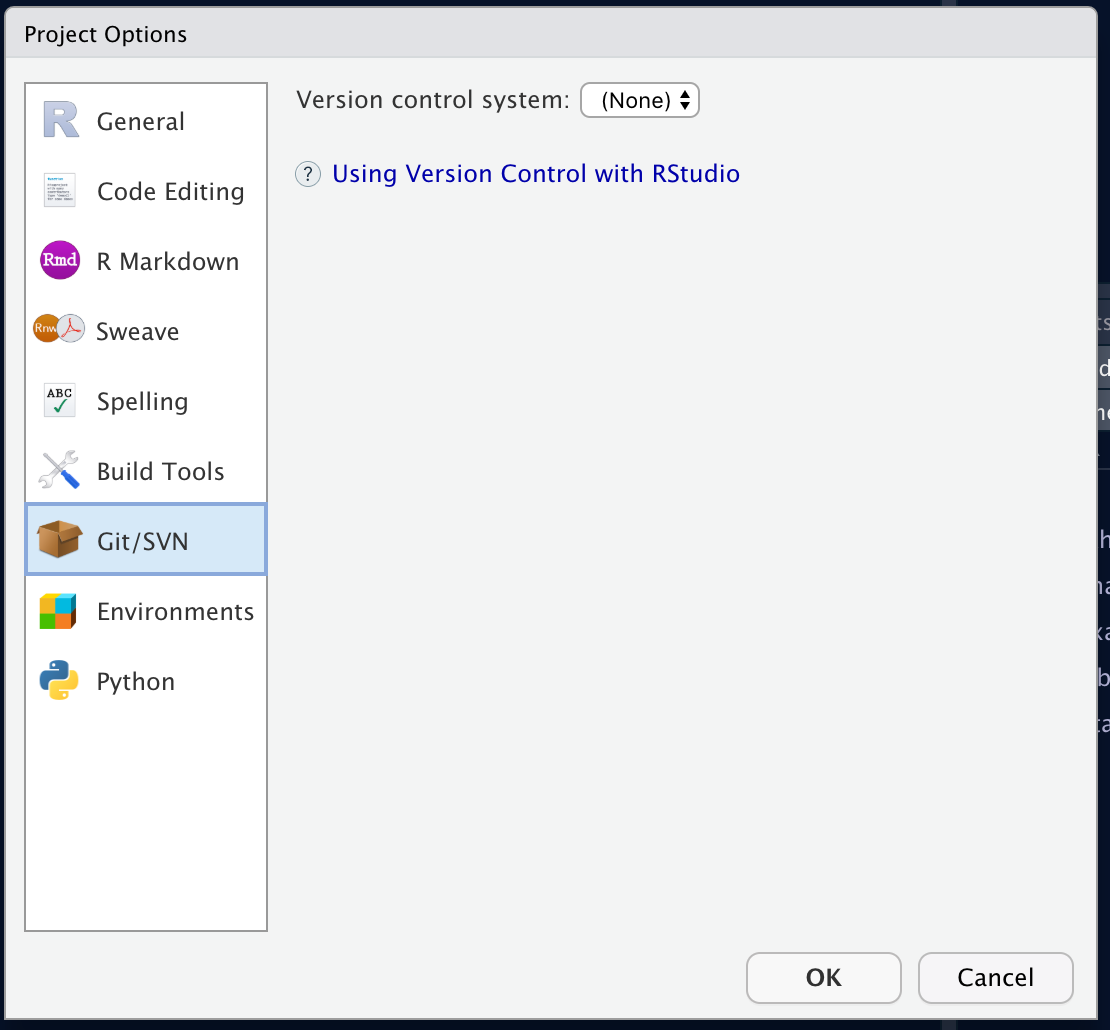 Project Options
General
Code Editing
Rmd R Markdown
Rnw Sweave
ABC Spelling
Build Tools
Git/SVN
Environments
Python
Version control system: (None)
? Using Version Control with RStudio
OK Cancel